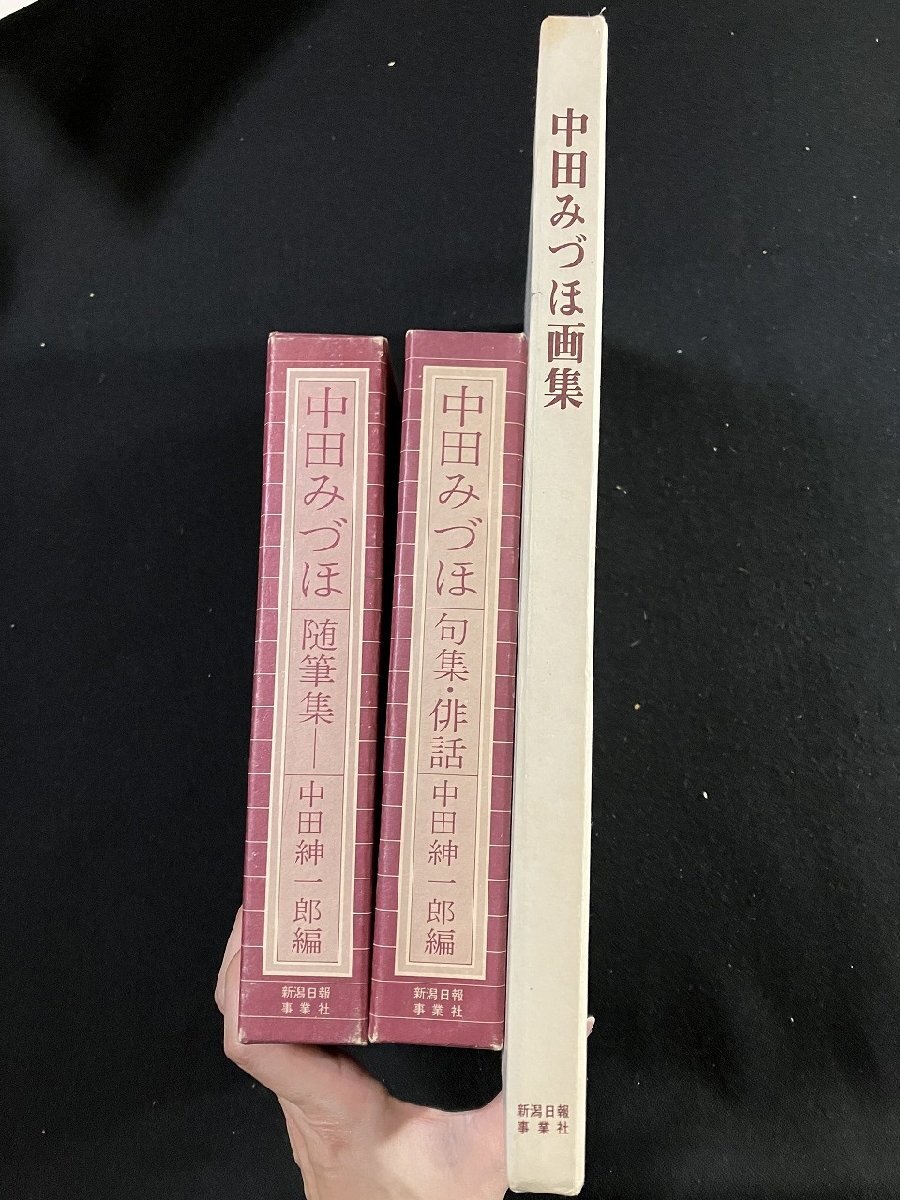 中田みづほ
随筆集
中田紳一郎編
新潟日報
事業社
中田みづほ
句集・俳話
中田紳一郎編
新潟日報
事業社
中田みづほ画集
新潟日報
事業社